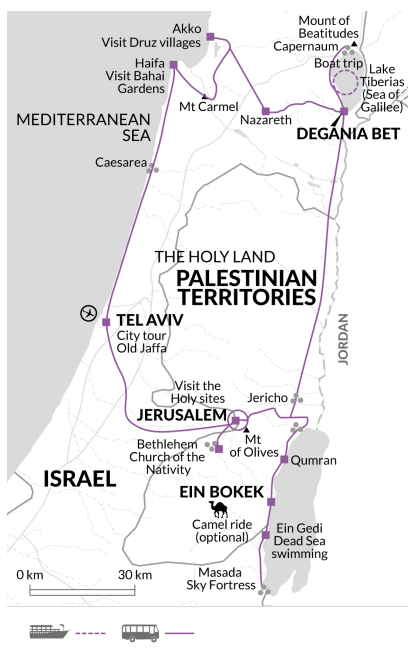 Akko
Visit Druz villages
Mount of
Beatitudes
Capernaum
Haifa
Visit Bahai
Gardens
Boat trip
Lake
Tiberias
(Sea of
Galilee)
Mt Carmel
Nazareth
MEDITERRANEAN
SEA
DEGANIA BET
Caesarea
THE HOLY LAND
PALESTINIAN
TERRITORIES
TEL AVIV
City tour
Old Jaffa
JORDAN
Visit the
Holy sites
Jericho
JERUSALEM
Bethlehem
Church of the
Nativity
Mt
of Olives
Qumran
ISRAEL
EIN BOKEK
Camel ride
(optional)
Ein Gedi
Dead Sea
swimming
Masada
Sky Fortress
0 km
30 km